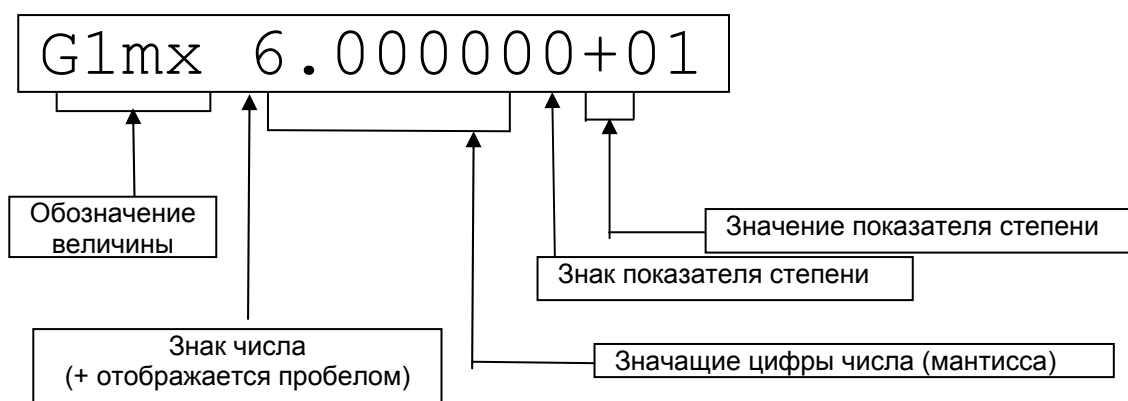 G1mx 6.000000+01
Обозначение
величины
Значение показателя степени
Знак показателя степени
Знак числа
(+ отображается пробелом)
Значащие цифры числа (мантисса)